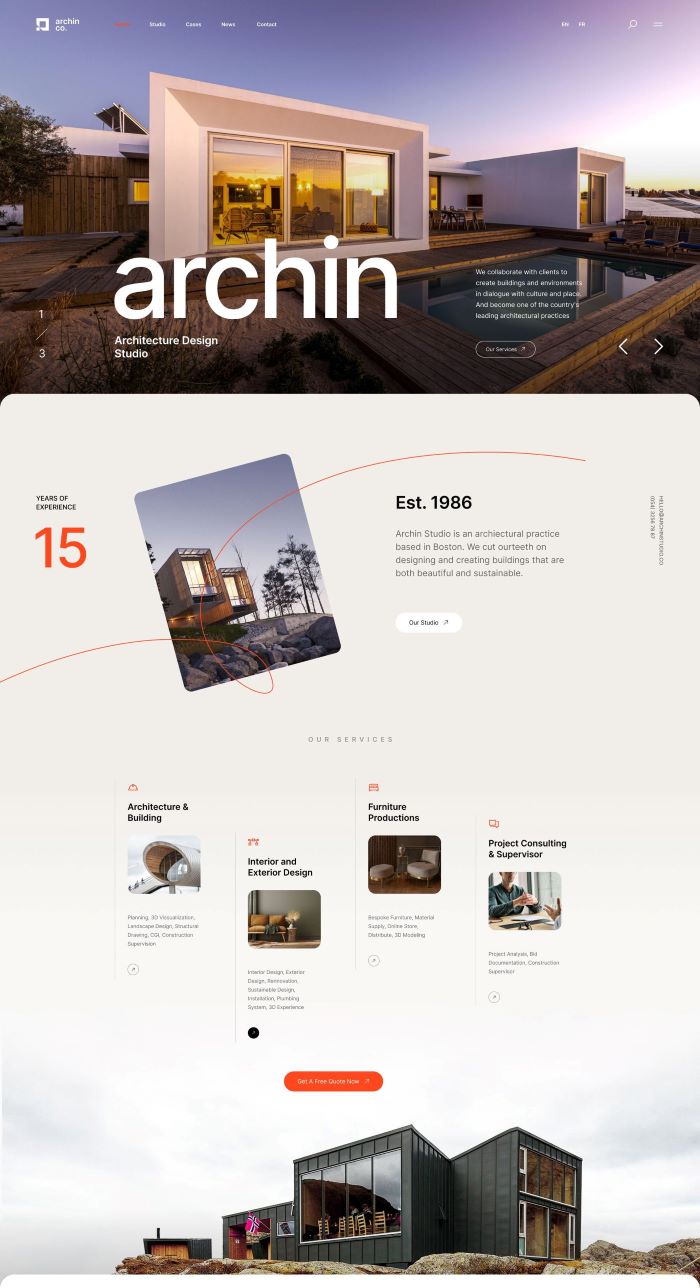 archin
co.
Home
Studio
Cases
News
Contact
EN
FR
archin
Architecture Design
Studio
1
3
We collaborate with clients to
create buildings and environments
in dialogue with culture and place.
And become one of the country's
leading architectural practices
Our Services
YEARS OF
EXPERIENCE
15
Est. 1986
Archin Studio is an archiectural practice
based in Boston. We cut ourteeth on
designing and creating buildings that are
both beautiful and sustainable.
Our Studio
HELLO@ARCHINSTUDIO.CO
(054) 3256 78 67
OUR SERVICES
Architecture &
Building
Planning, 3D Visualization,
Landscape Design, Structural
Drawing, CGI, Construction
Supervision
Interior and
Exterior Design
Interior Design, Exterior
Design, Rennovation,
Sustainable Design,
Installation, Plumbing
System, 3D Experience
Furniture
Productions
Bespoke Furniture, Material
Supply, Online Store,
Distribute, 3D Modeling
Project Consulting
& Supervisor
Project Analysis, Bid
Documentation, Construction
Supervisor
Get A Free Quote Now